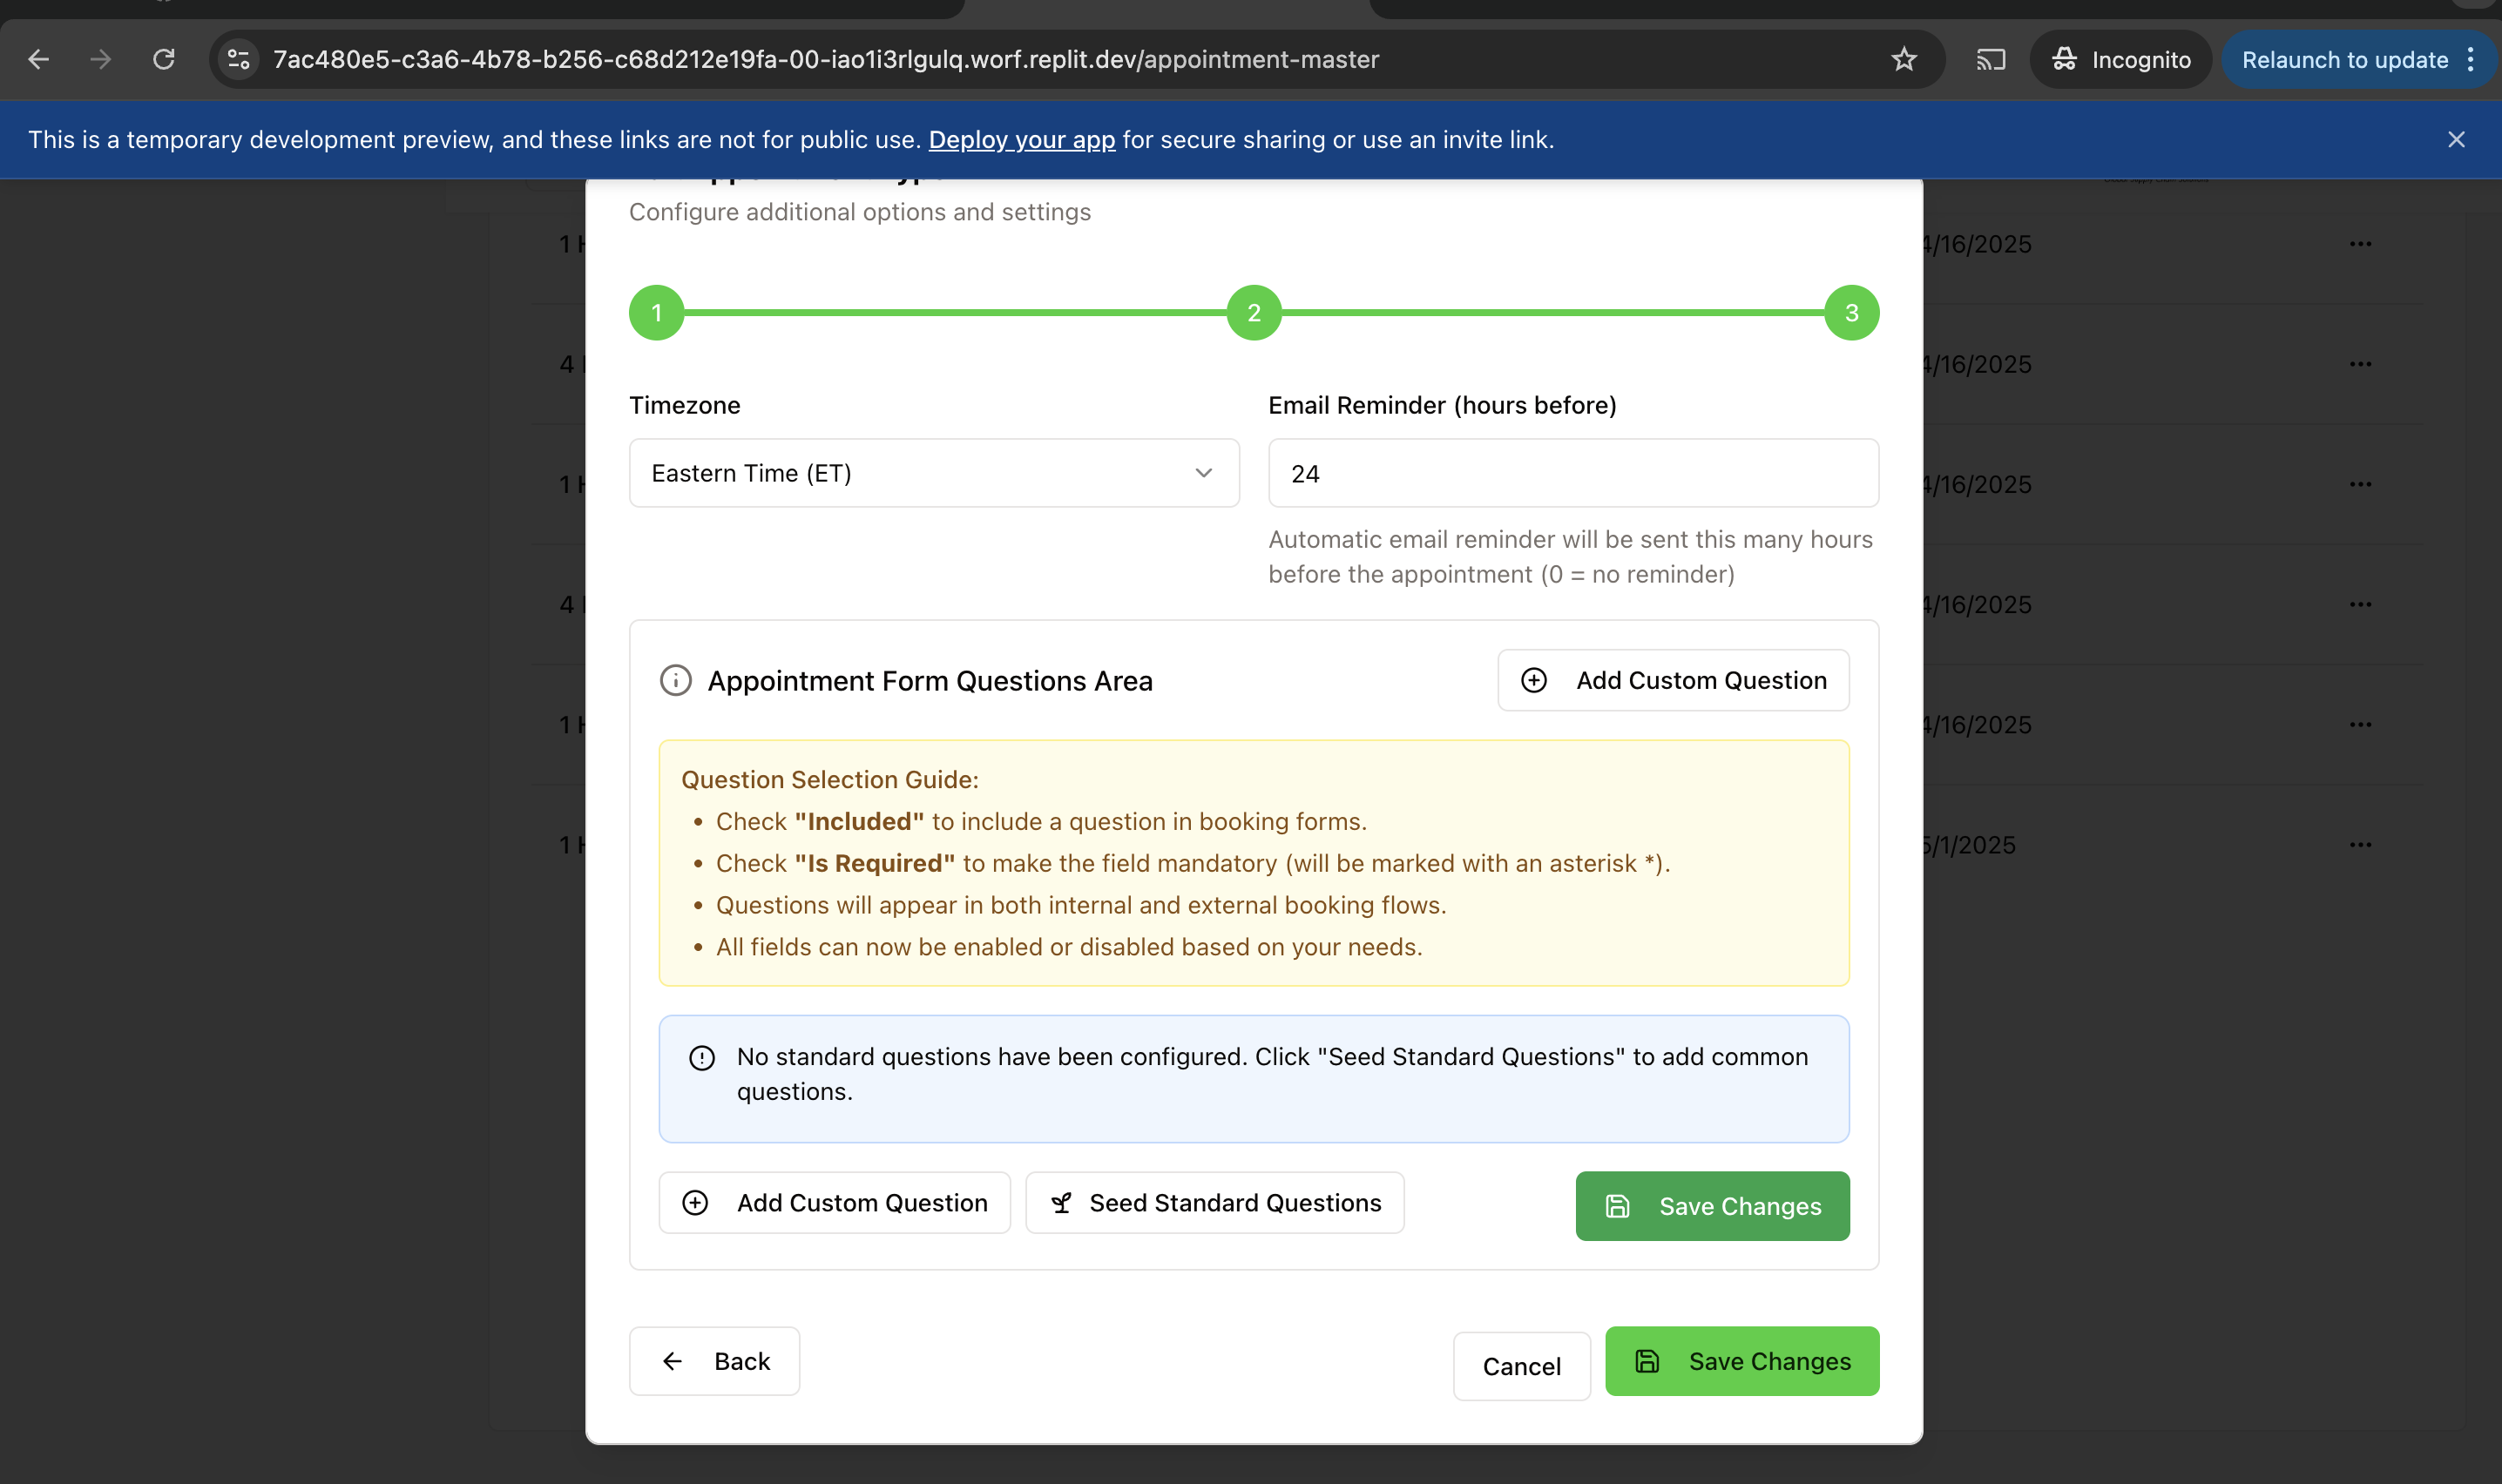 7ac480e5-c3a6-4b78-b256-c68d212e19fa-00-iao1i3rlgulq.worf.replit.dev/appointment-master
Incognito
Relaunch to update
This is a temporary development preview, and these links are not for public use. Deploy your app for secure sharing or use an invite link.
Configure additional options and settings
1
2
3
Timezone
Email Reminder (hours before)
Eastern Time (ET)
24
Automatic email reminder will be sent this many hours
before the appointment (0 = no reminder)
Appointment Form Questions Area
Add Custom Question
Question Selection Guide:
• Check "Included" to include a question in booking forms.
• Check "Is Required" to make the field mandatory (will be marked with an asterisk *).
• Questions will appear in both internal and external booking flows.
• All fields can now be enabled or disabled based on your needs.
No standard questions have been configured. Click "Seed Standard Questions" to add common
questions.
Add Custom Question
Seed Standard Questions
Save Changes
Back
Cancel
Save Changes
1
4/16/2025
4
4/16/2025
1
4/16/2025
4
4/16/2025
1
4/16/2025
1
5/1/2025